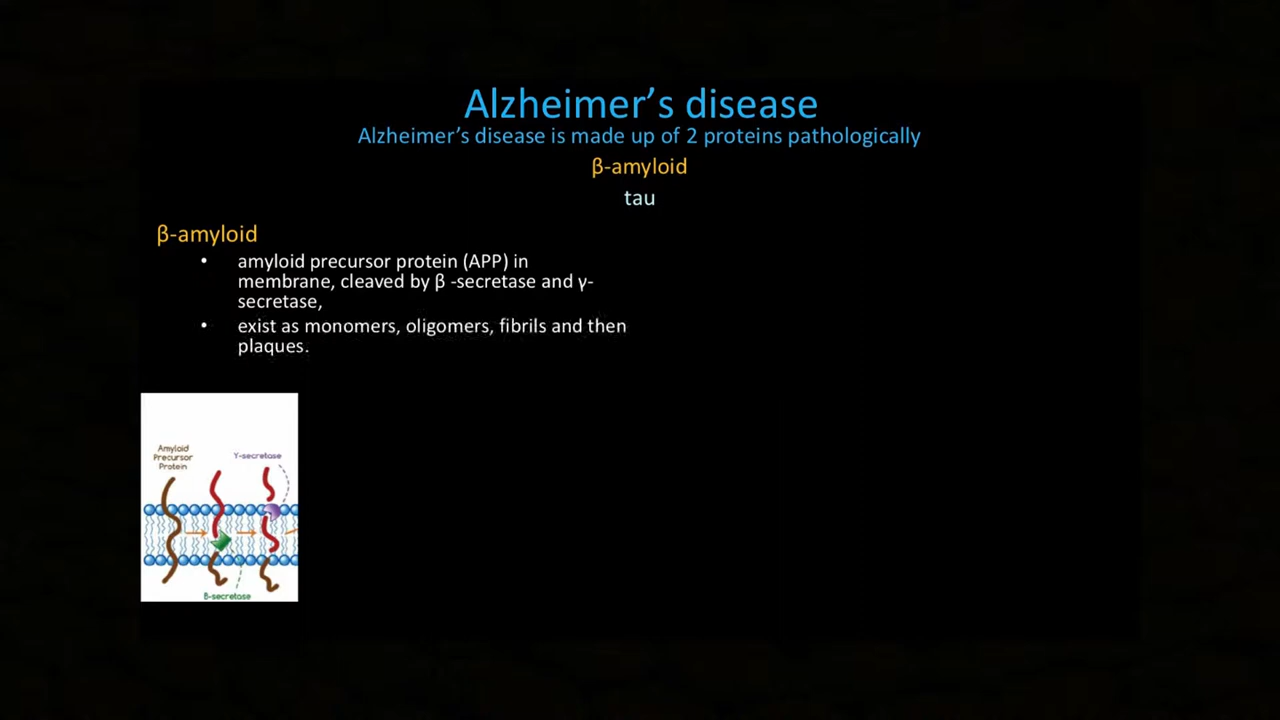 Alzheimer’s disease
Alzheimer’s disease is made up of 2 proteins pathologically
β-amyloid
tau
β-amyloid
• amyloid precursor protein (APP) in
membrane, cleaved by β -secretase and γ-
secretase,
• exist as monomers, oligomers, fibrils and then
plaques.
Amyloid
Precursor
Protein
γ-secretase
β-secretase